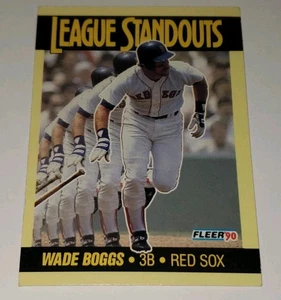 LEAGUE STANDOUTS
RED SOX
FLEER '90
WADE BOGGS • 3B • RED SOX